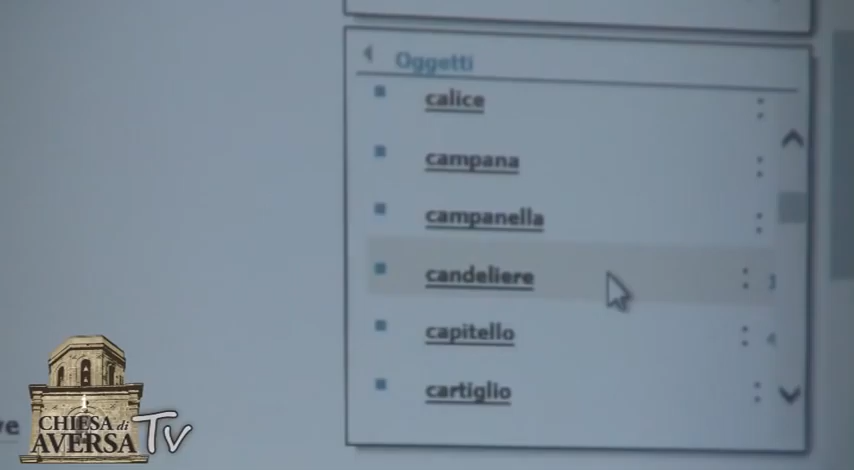 Oggetti
calice
campana
campanella
candeliere
capitello
cartiglio
CHIESA di
AVERSA Tv